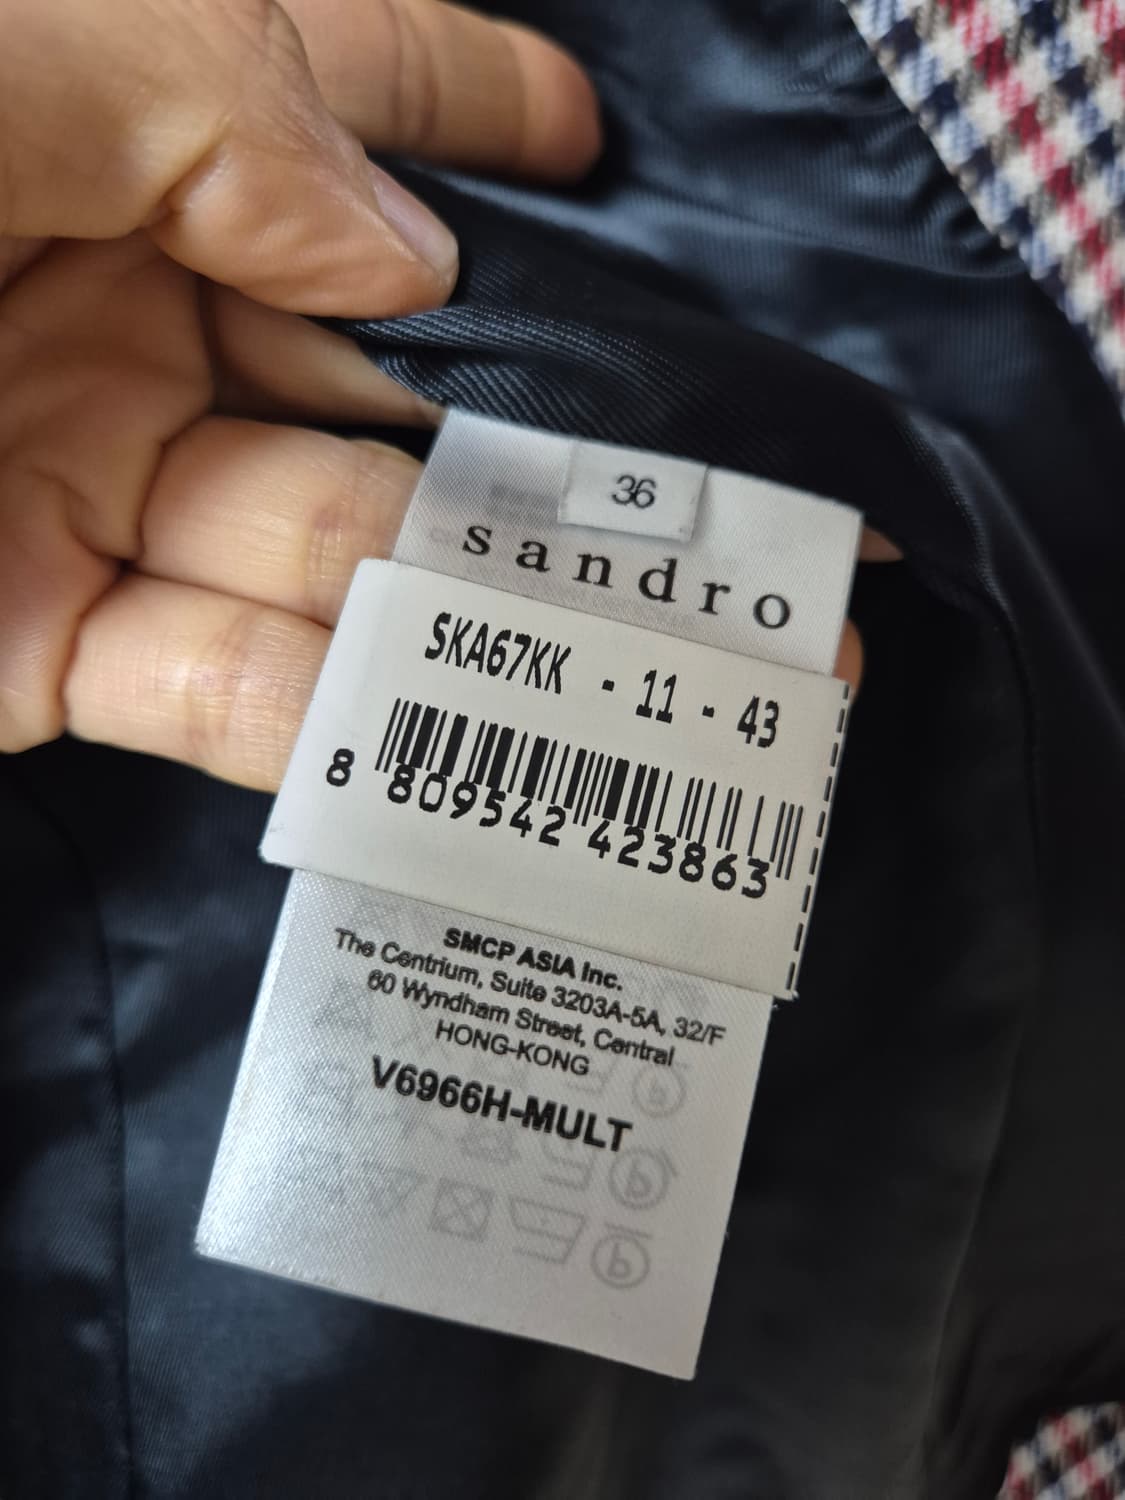 36
sandro
SKA67KK - 11 - 43
8 809542 423863
SMCP ASIA Inc.
The Centrium, Suite 3203A-5A, 32/F
60 Wyndham Street, Central
HONG-KONG
V6966H-MULT